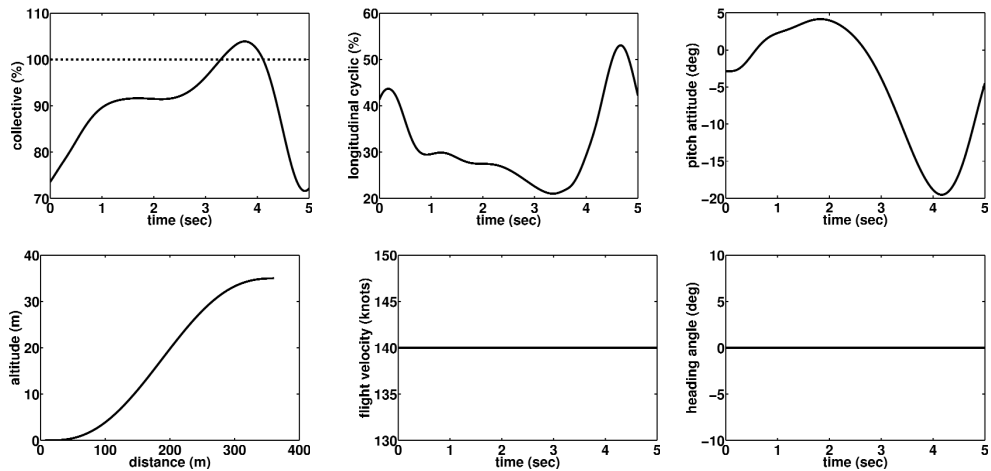 collective (%)
110
100
90
80
70
0 1 2 3 4 5
time (sec)
longitudinal cyclic (%)
60
50
40
30
20
0 1 2 3 4 5
time (sec)
pitch attitude (deg)
5
0
−5
−10
−15
−20
0 1 2 3 4 5
time (sec)
altitude (m)
40
30
20
10
0
0 100 200 300 400
distance (m)
flight velocity (knots)
150
145
140
135
130
0 1 2 3 4 5
time (sec)
heading angle (deg)
10
5
0
−5
−10
0 1 2 3 4 5
time (sec)